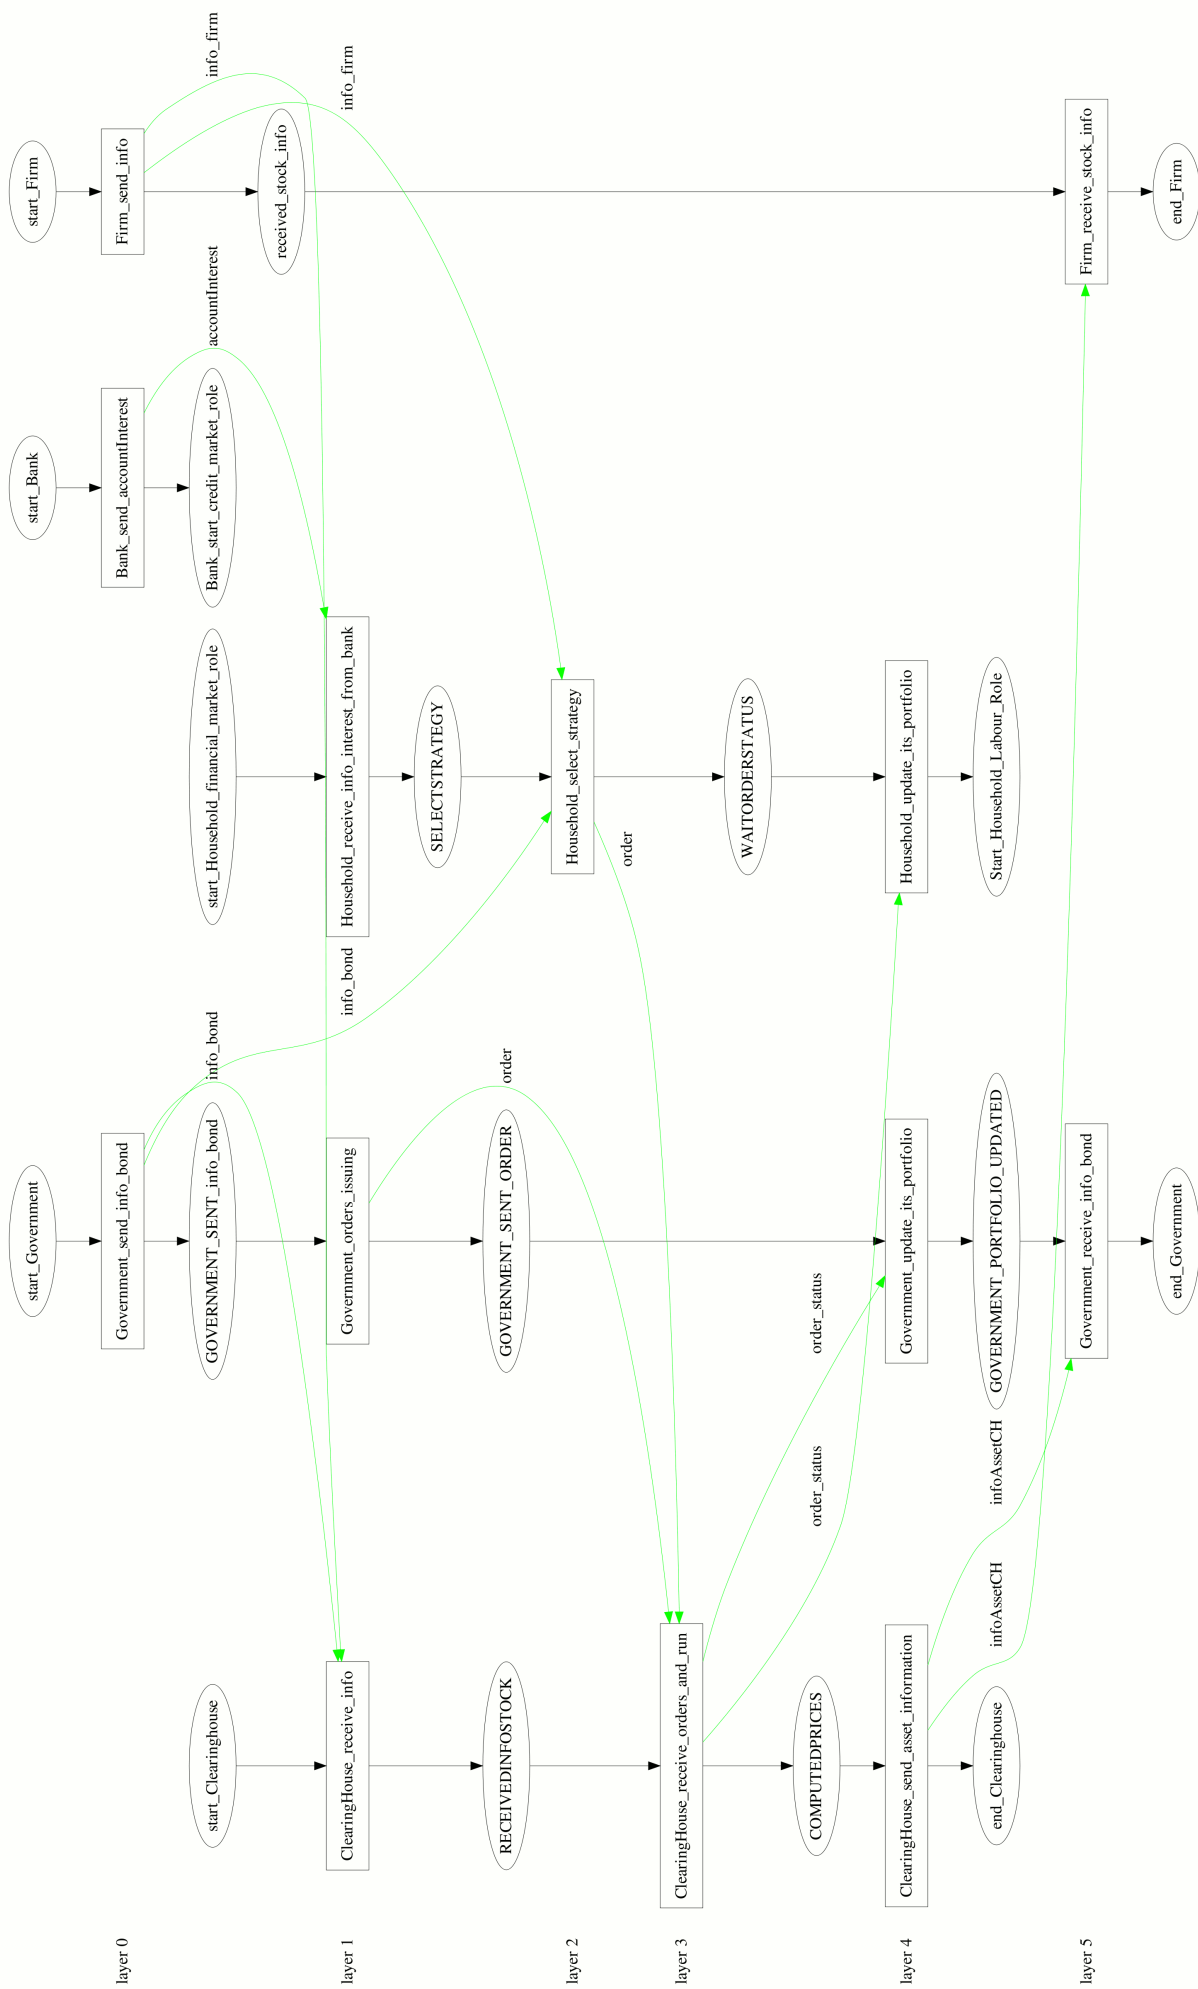 layer 0
layer 1
layer 2
layer 3
layer 4
layer 5
start_Clearinghouse
ClearingHouse_receive_info
RECEIVEDINFOSTOCK
ClearingHouse_receive_orders_and_run
COMPUTEDPRICES
ClearingHouse_send_asset_information
end_Clearinghouse
start_Government
Government_send_info_bond
GOVERNMENT_SENT_info_bond
Government_orders_issuing
GOVERNMENT_SENT_ORDER
Government_update_its_portfolio
GOVERNMENT_PORTFOLIO_UPDATED
Government_receive_info_bond
end_Government
info_bond
info_bond
order
order
order_status
order_status
infoAssetCH
infoAssetCH
start_Household_financial_market_role
Household_receive_info_interest_from_bank
SELECTSTRATEGY
Household_select_strategy
WAITORDERSTATUS
Household_update_its_portfolio
Start_Household_Labour_Role
start_Bank
Bank_send_accountInterest
Bank_start_credit_market_role
accountInterest
start_Firm
Firm_send_info
received_stock_info
Firm_receive_stock_info
end_Firm
info_firm
info_firm